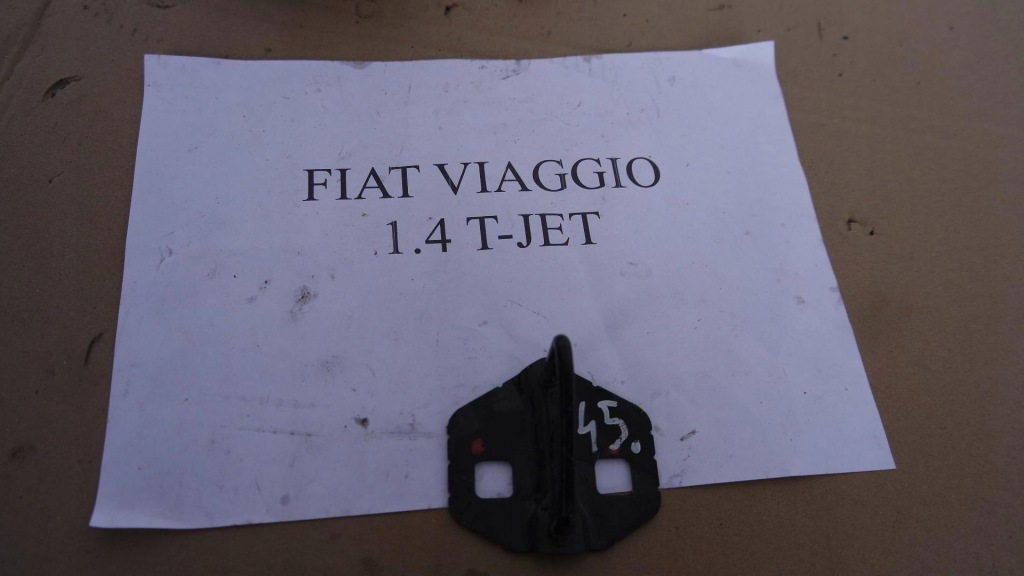 FIAT VIAGGIO
1.4 T-JET
45.